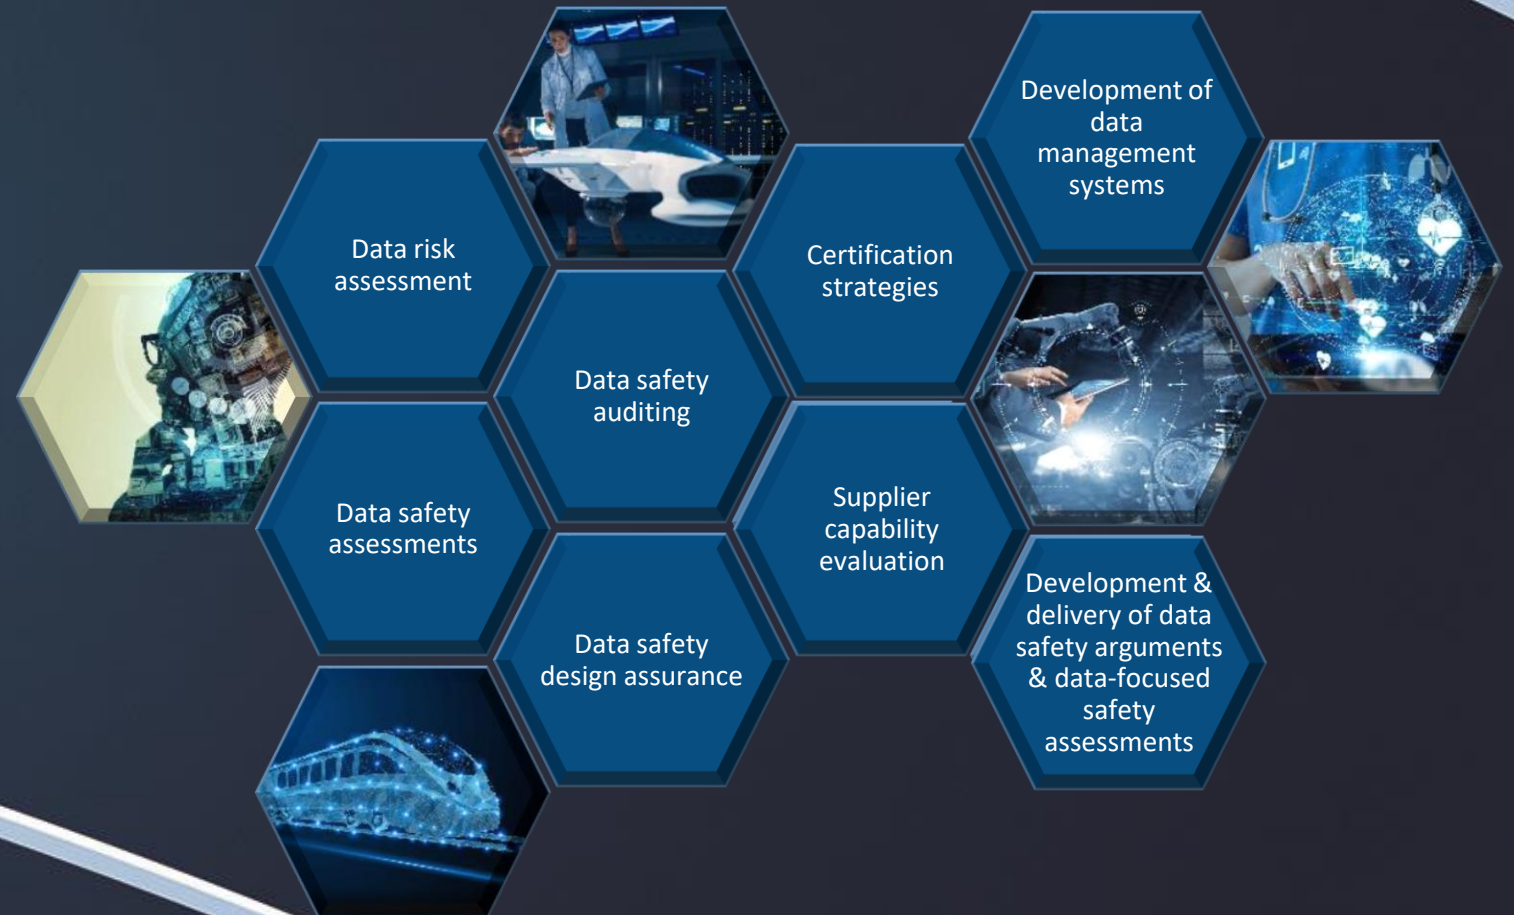 Development of
data
management
systems
Data risk
assessment
Certification
strategies
Data safety
auditing
Data safety
assessments
Supplier
capability
evaluation
Data safety
design assurance
Development &
delivery of data
safety arguments
& data-focused
safety
assessments